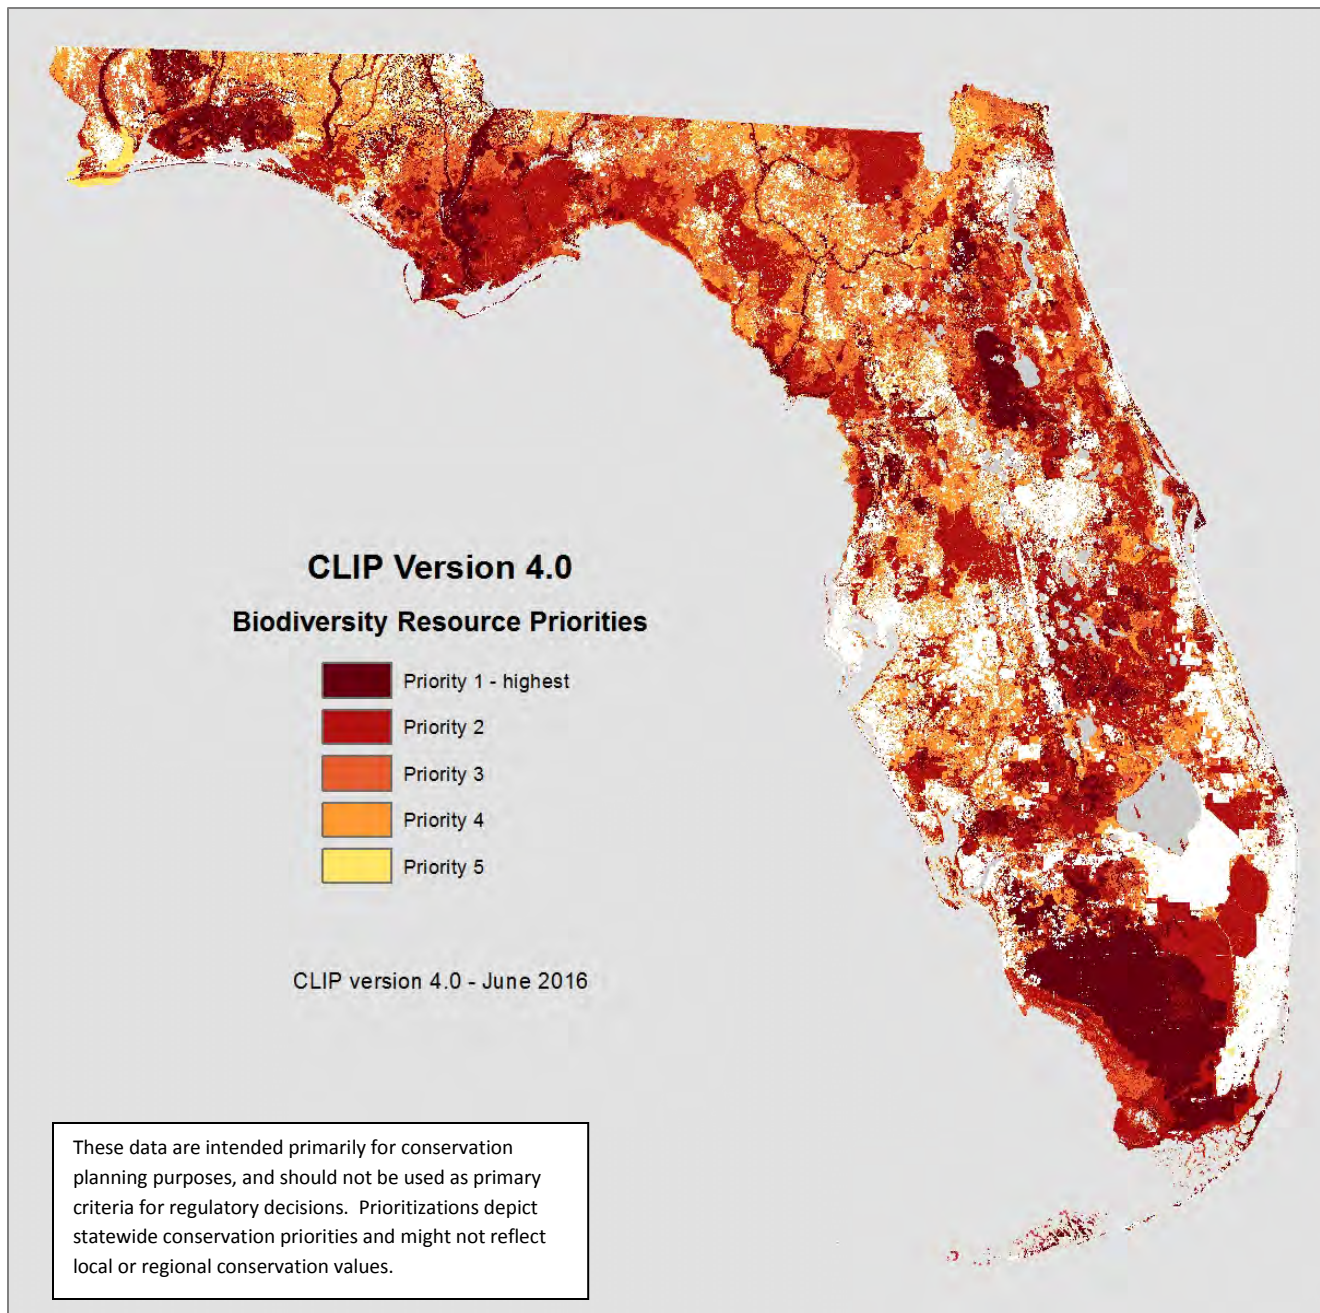 CLIP Version 4.0
Biodiversity Resource Priorities
Priority 1 - highest
Priority 2
Priority 3
Priority 4
Priority 5
CLIP version 4.0 - June 2016
These data are intended primarily for conservation
planning purposes, and should not be used as primary
criteria for regulatory decisions.  Prioritizations depict
statewide conservation priorities and might not reflect
local or regional conservation values.